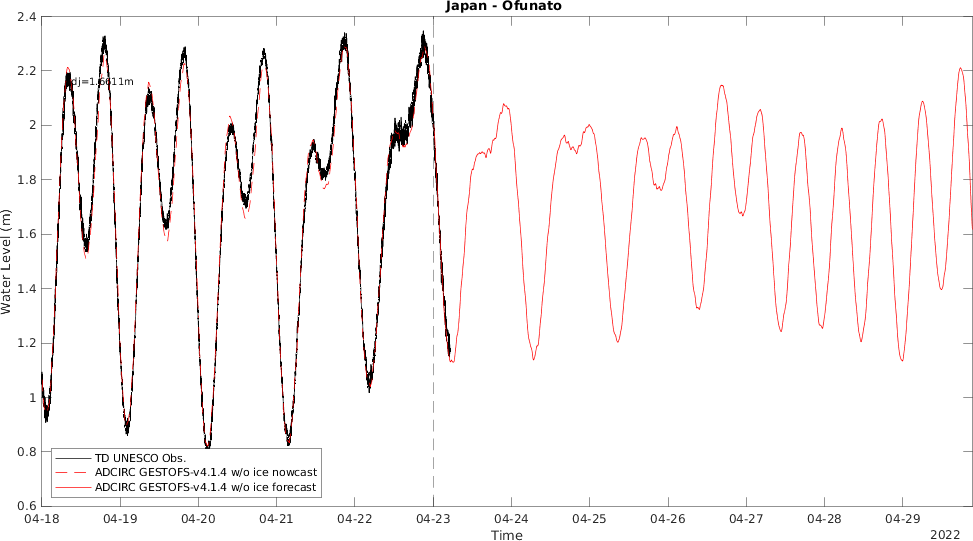 Japan - Ofunato
2.4
2.2
2
1.8
1.6
1.4
1.2
1
0.8
0.6
Water Level (m)
dj=1.6611m
TD UNESCO Obs.
ADCIRC GESTOFS-v4.1.4 w/o ice nowcast
ADCIRC GESTOFS-v4.1.4 w/o ice forecast
04-18 04-19 04-20 04-21 04-22 04-23 04-24 04-25 04-26 04-27 04-28 04-29
Time
2022